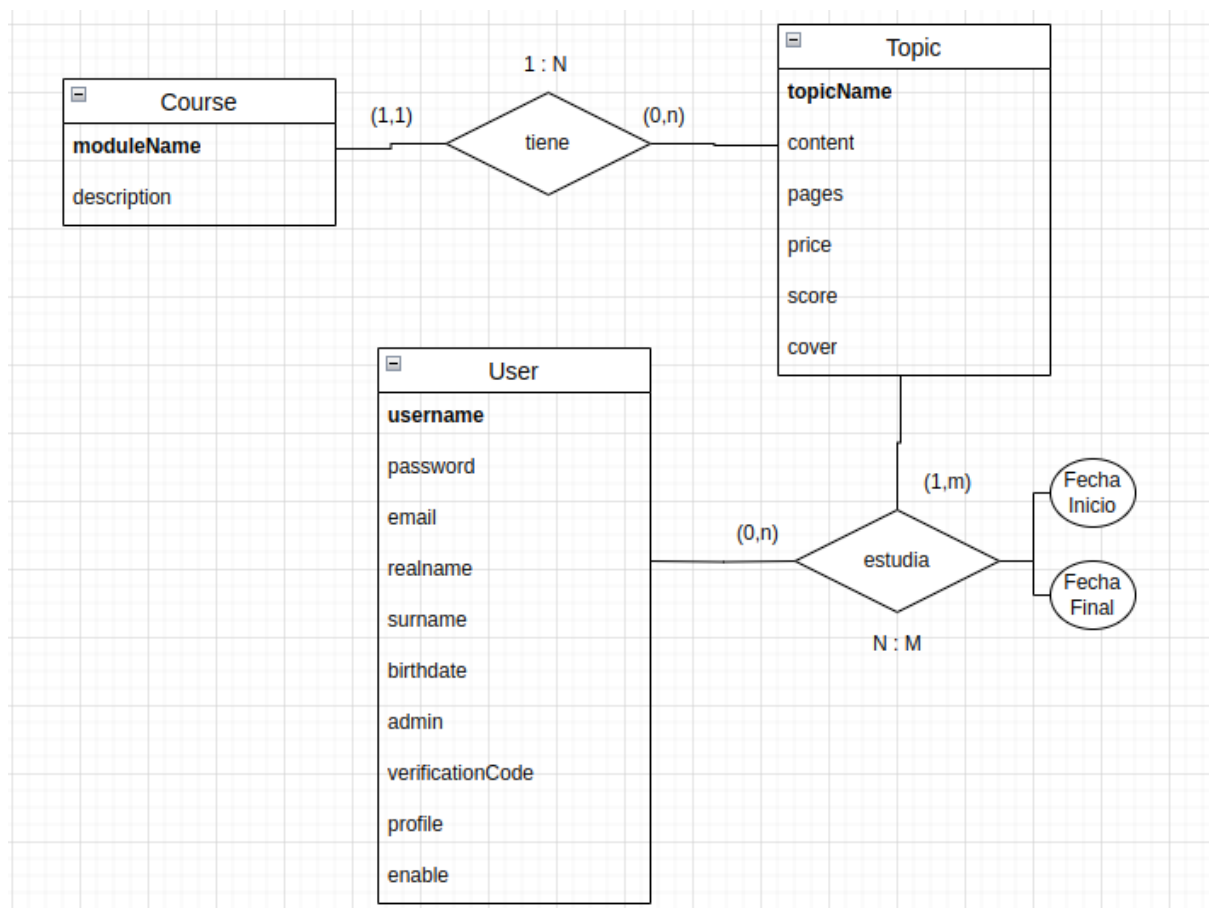 Course
moduleName
description
1 : N
(1,1)
tiene
(0,n)
Topic
topicName
content
pages
price
score
cover
User
username
password
email
realname
surname
birthdate
admin
verificationCode
profile
enable
(0,n)
(1,m)
estudia
N : M
Fecha
Inicio
Fecha
Final